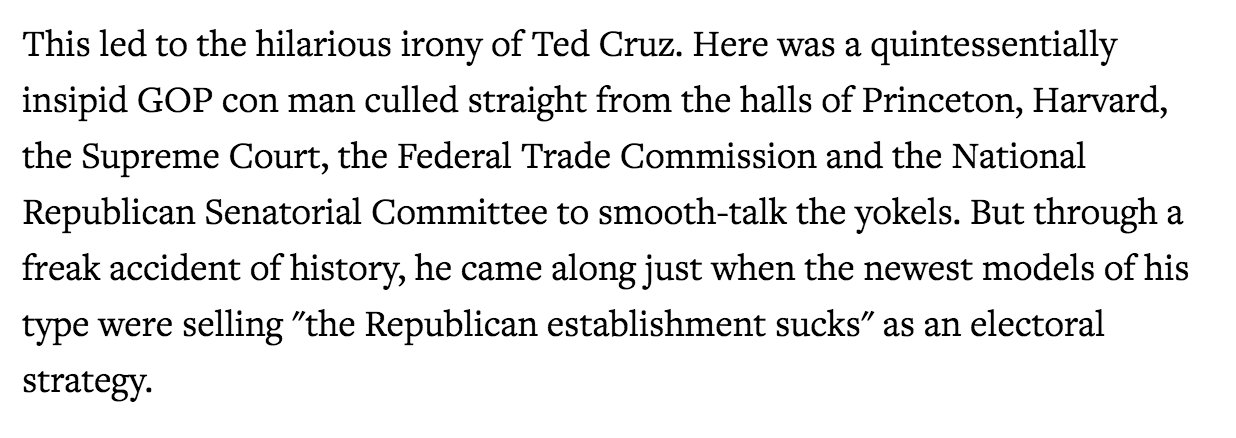 This led to the hilarious irony of Ted Cruz. Here was a quintessentially
insipid GOP con man culled straight from the halls of Princeton, Harvard,
the Supreme Court, the Federal Trade Commission and the National
Republican Senatorial Committee to smooth-talk the yokels. But through a
freak accident of history, he came along just when the newest models of his
type were selling "the Republican establishment sucks" as an electoral
strategy.